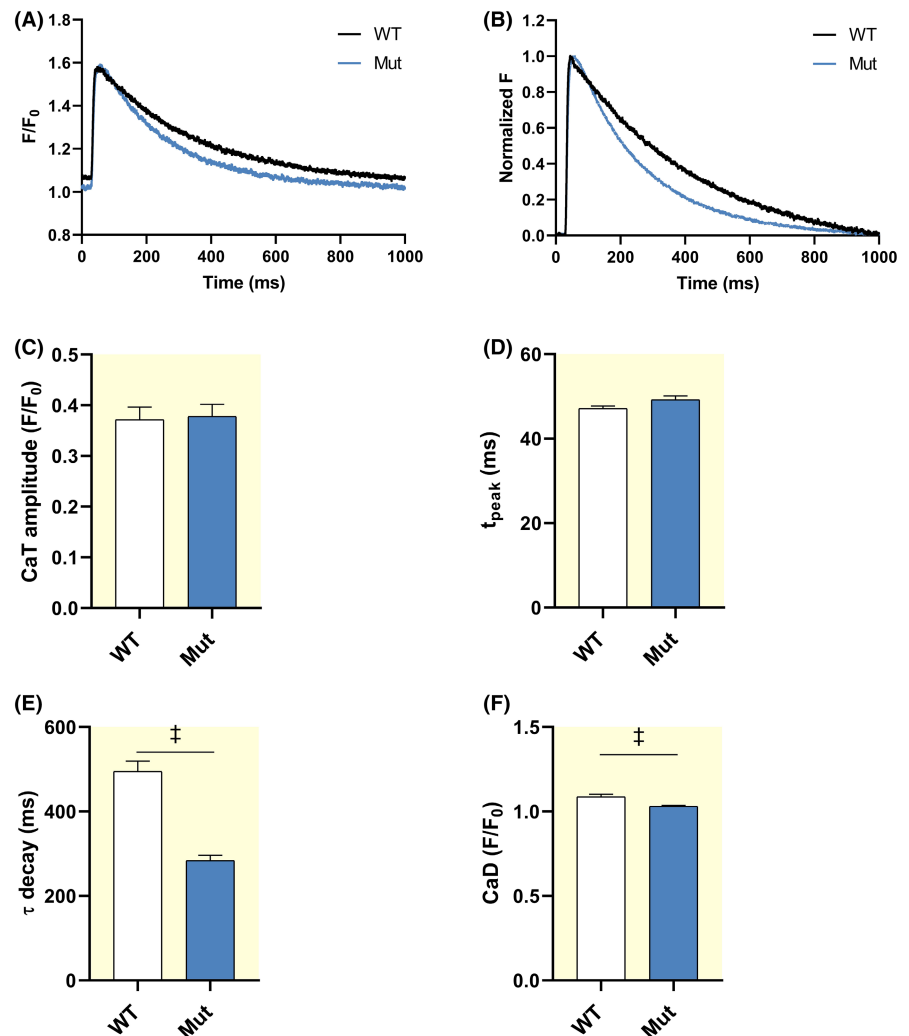 (A)
F/F0
1.8
1.6
1.4
1.2
1.0
0.8
0 200 400 600 800 1000
Time (ms)
WT
Mut
(B)
Normalized F
1.2
1.0
0.8
0.6
0.4
0.2
0.0
0 200 400 600 800 1000
Time (ms)
WT
Mut
(C)
CaT amplitude (F/F0)
0.5
0.4
0.3
0.2
0.1
0.0
WT Mut
(D)
tpeak (ms)
60
40
20
0
WT Mut
(E)
τ decay (ms)
600
400
200
0
‡
WT Mut
(F)
CaD (F/F0)
1.5
1.0
0.5
0.0
‡
WT Mut